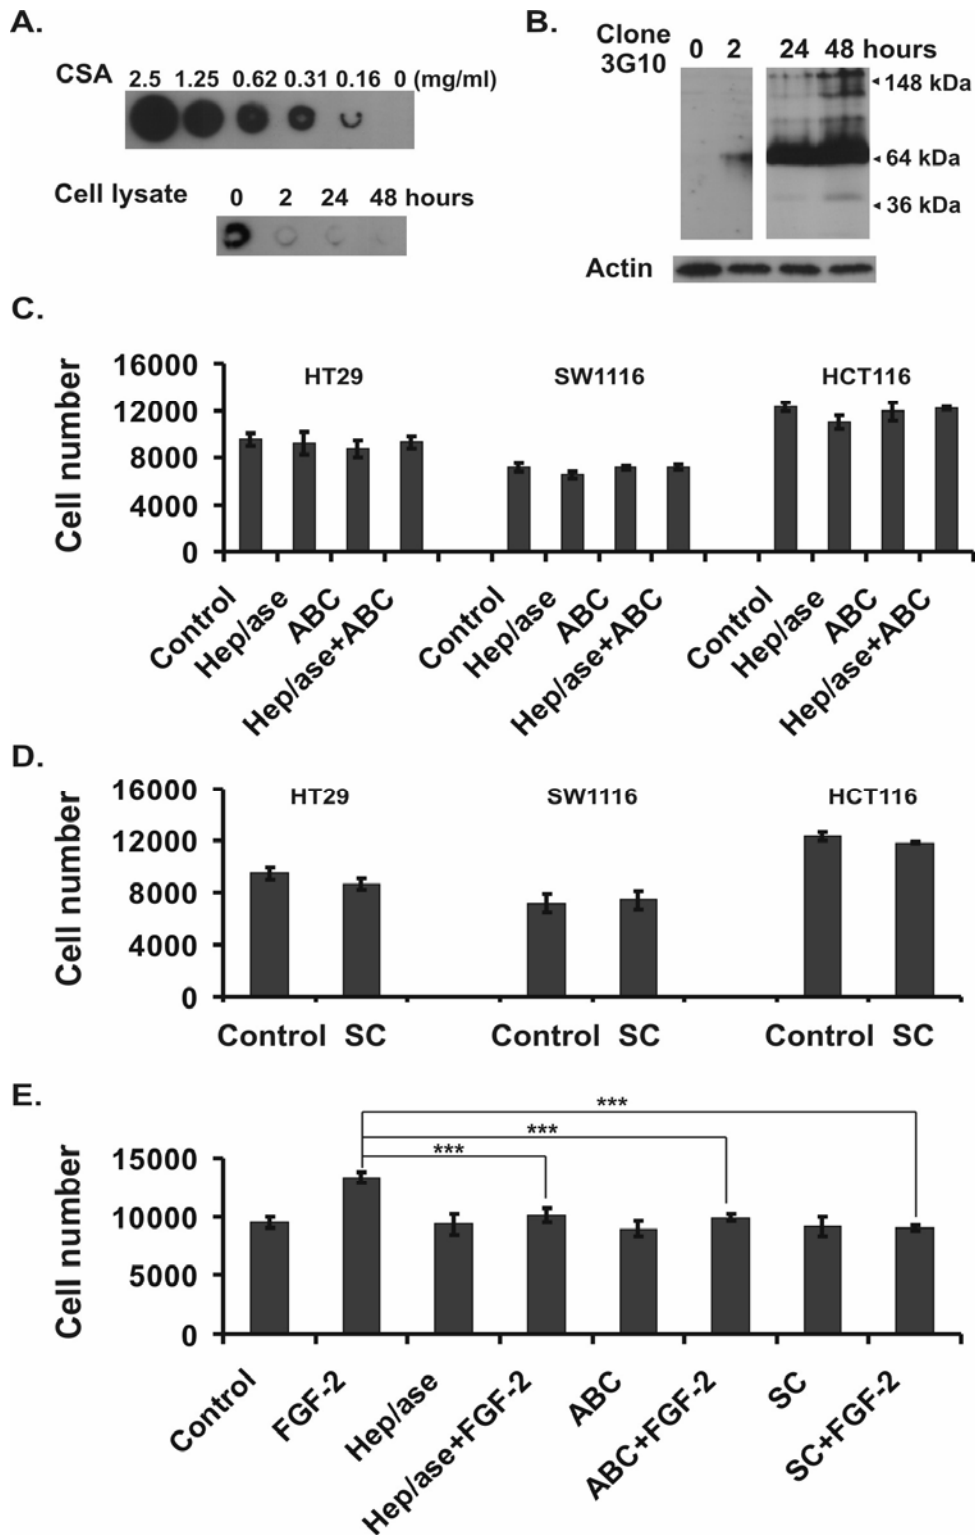 A.
CSA 2.5 1.25 0.62 0.31 0.16 0 (mg/ml)
Cell lysate 0 2 24 48 hours
B.
Clone 3G10 0 2 24 48 hours
148 kDa
64 kDa
36 kDa
Actin
C.
Cell number
16000
12000
8000
4000
0
HT29 SW1116 HCT116
Control Hep/ase ABC Hep/ase+ABC Control Hep/ase ABC Hep/ase+ABC Control Hep/ase ABC Hep/ase+ABC
D.
Cell number
16000
12000
8000
4000
0
HT29 SW1116 HCT116
Control SC Control SC Control SC
E.
Cell number
***
***
***
15000
10000
5000
0
Control FGF-2 Hep/ase Hep/ase+FGF-2 ABC ABC+FGF-2 SC SC+FGF-2